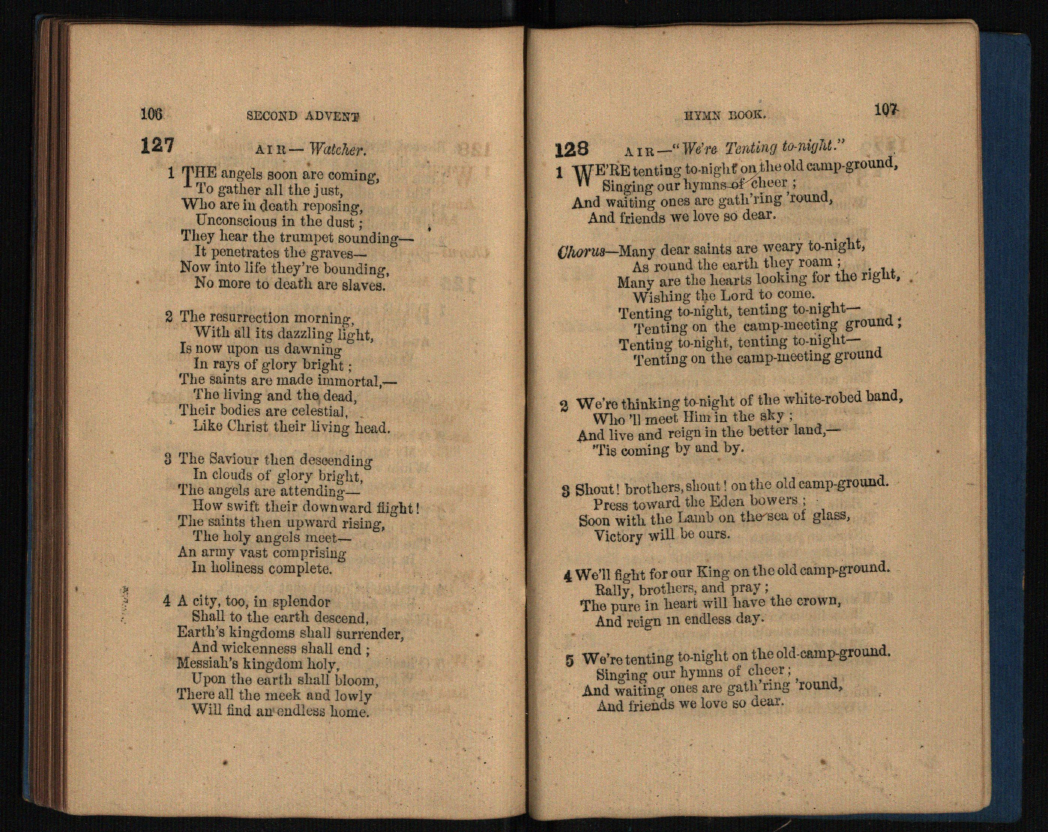 106 SECOND ADVENT
127 AIR—Watcher.
1 THE angels soon are coming,
To gather all the just,
Who are in death reposing,
Unconscious in the dust;
They hear the trumpet sounding—
It penetrates the graves—
Now into life they're bounding,
No more to death are slaves.
2 The resurrection morning,
With all its dazzling light,
Is now upon us dawning
In rays of glory bright;
The saints are made immortal,—
The living and the dead,
Their bodies are celestial,
Like Christ their living head.
3 The Saviour then descending
In clouds of glory bright,
The angels are attending—
How swift their downward flight!
The saints then upward rising,
The holy angels meet—
An army vast comprising
In holiness complete.
4 A city, too, in splendor
Shall to the earth descend,
Earth's kingdoms shall surrender,
And wickenness shall end;
Messiah's kingdom holy,
Upon the earth shall bloom,
There all the meek and lowly
Will find an endless home.
HYMN BOOK. 107
128 AIR—"We're Tenting to-night."
1 WE'RE tenting to-night on the old camp-ground,
Singing our hymns of cheer;
And waiting ones are gath'ring 'round,
And friends we love so dear.
Chorus—Many dear saints are weary to-night,
As round the earth they roam;
Many are the hearts looking for the right,
Wishing the Lord to come.
Tenting to-night, tenting to-night—
Tenting on the camp-meeting ground;
Tenting to-night, tenting to-night—
Tenting on the camp-meeting ground
2 We're thinking to-night of the white-robed band,
Who 'll meet Him in the sky;
And live and reign in the better land,—
'Tis coming by and by.
3 Shout! brothers, shout! on the old camp-ground.
Press toward the Eden bowers;
Soon with the Lamb on the sea of glass,
Victory will be ours.
4 We'll fight for our King on the old camp-ground.
Rally, brothers, and pray;
The pure in heart will have the crown,
And reign in endless day.
5 We're tenting to-night on the old-camp-ground.
Singing our hymns of cheer;
And waiting ones are gath'ring 'round,
And friends we love so dear.